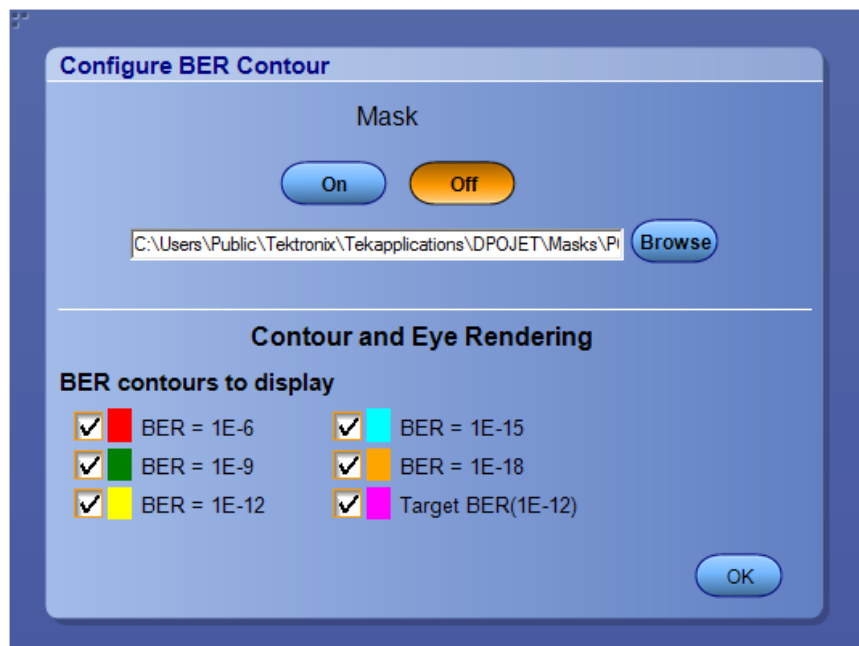 Configure BER Contour
Mask
On Off
C:\Users\Public\Tektronix\Tekapplications\DPOJET\Masks\P Browse
Contour and Eye Rendering
BER contours to display
BER = 1E-6 BER = 1E-15
BER = 1E-9 BER = 1E-18
BER = 1E-12 Target BER(1E-12)
OK